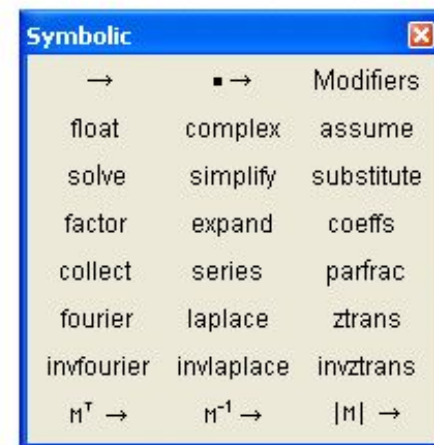 Symbolic
→ ▪ → Modifiers
float complex assume
solve simplify substitute
factor expand coeffs
collect series parfrac
fourier laplace ztrans
invfourier invlaplace invztrans
Mᵀ → M⁻¹ → |M| →